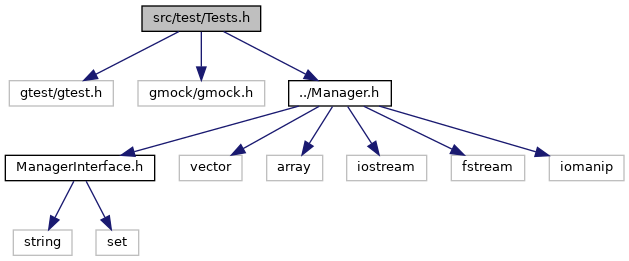 src/test/Tests.h
gtest/gtest.h
gmock/gmock.h
../Manager.h
ManagerInterface.h
vector
array
iostream
fstream
iomanip
string
set